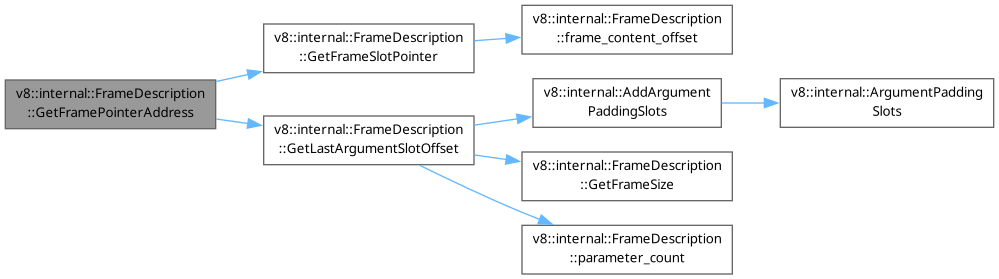 v8::internal::FrameDescription
::GetFramePointerAddress
v8::internal::FrameDescription
::GetFrameSlotPointer
v8::internal::FrameDescription
::GetLastArgumentSlotOffset
v8::internal::FrameDescription
::frame_content_offset
v8::internal::AddArgument
PaddingSlots
v8::internal::FrameDescription
::GetFrameSize
v8::internal::FrameDescription
::parameter_count
v8::internal::ArgumentPadding
Slots